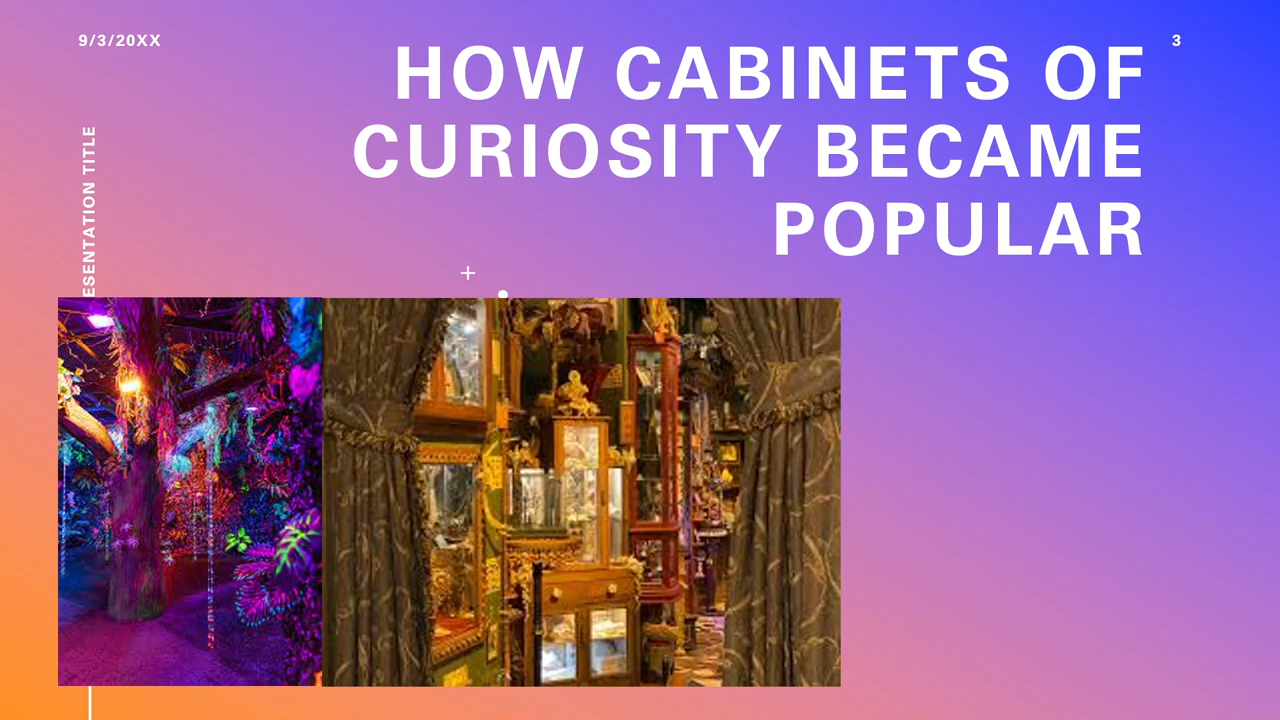 9/3/20XX
HOW CABINETS OF
CURIOSITY BECAME
POPULAR
3
ESENTATION TITLE